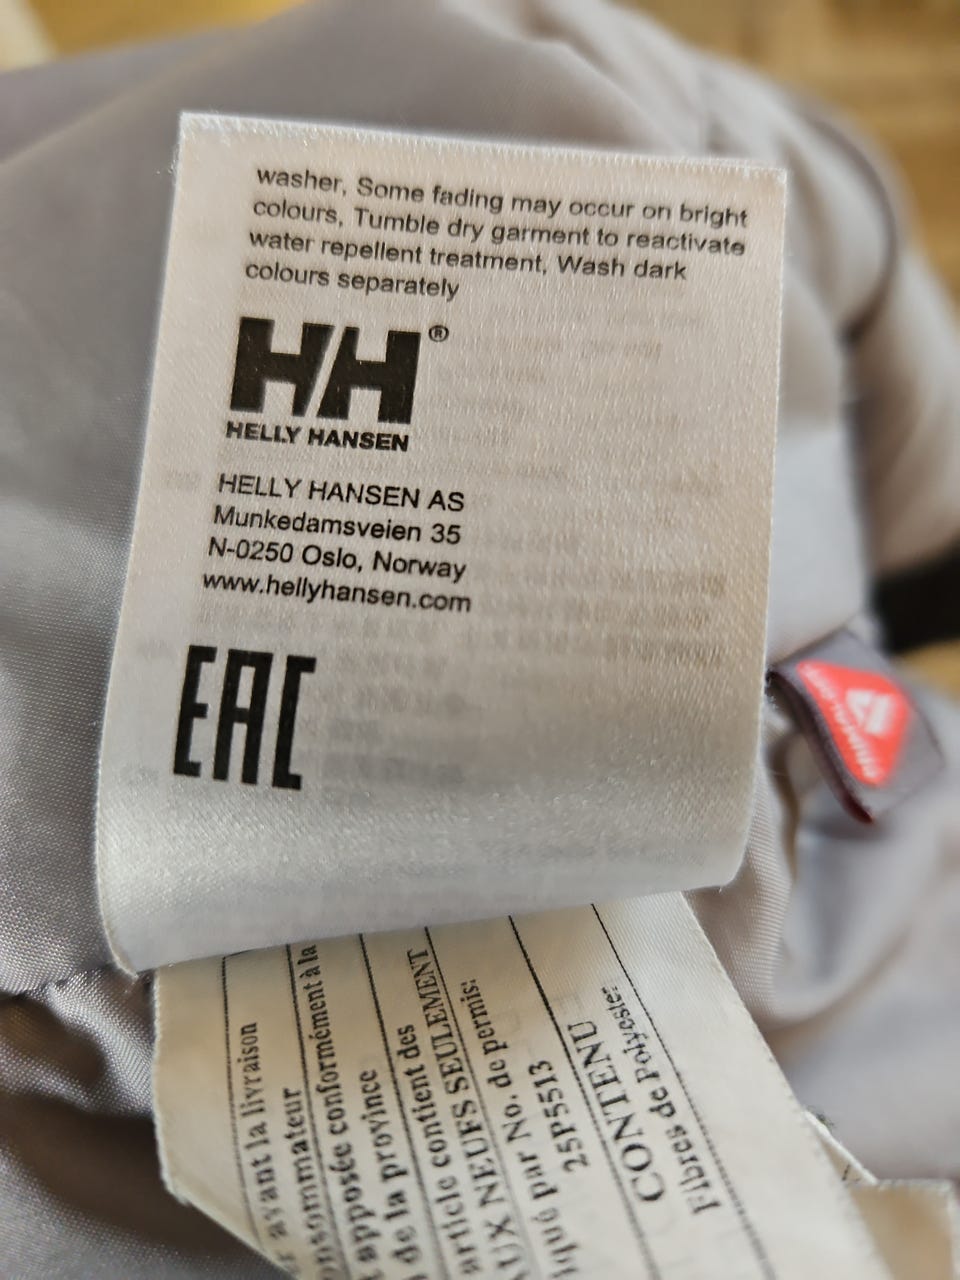 washer, Some fading may occur on bright
colours, Tumble dry garment to reactivate
water repellent treatment, Wash dark
colours separately
HH®
HELLY HANSEN
HELLY HANSEN AS
Munkedamsveien 35
N-0250 Oslo, Norway
www.hellyhansen.com
EAC
PRIMALOFT
avant la livraison
apposée conformément à la
de la province
article contient des
NEUFS SEULEMENT
par No. de permis:
25PS513
CONTENU
Fibres de Polyester: